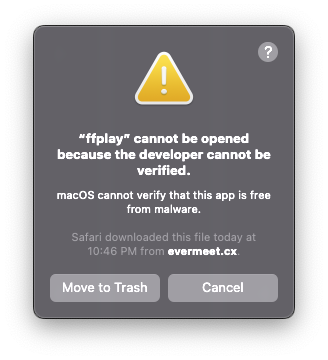 ?
“ffplay” cannot be opened
because the developer cannot be
verified.
macOS cannot verify that this app is free
from malware.
Safari downloaded this file today at
10:46 PM from evermeet.cx.
Move to Trash
Cancel